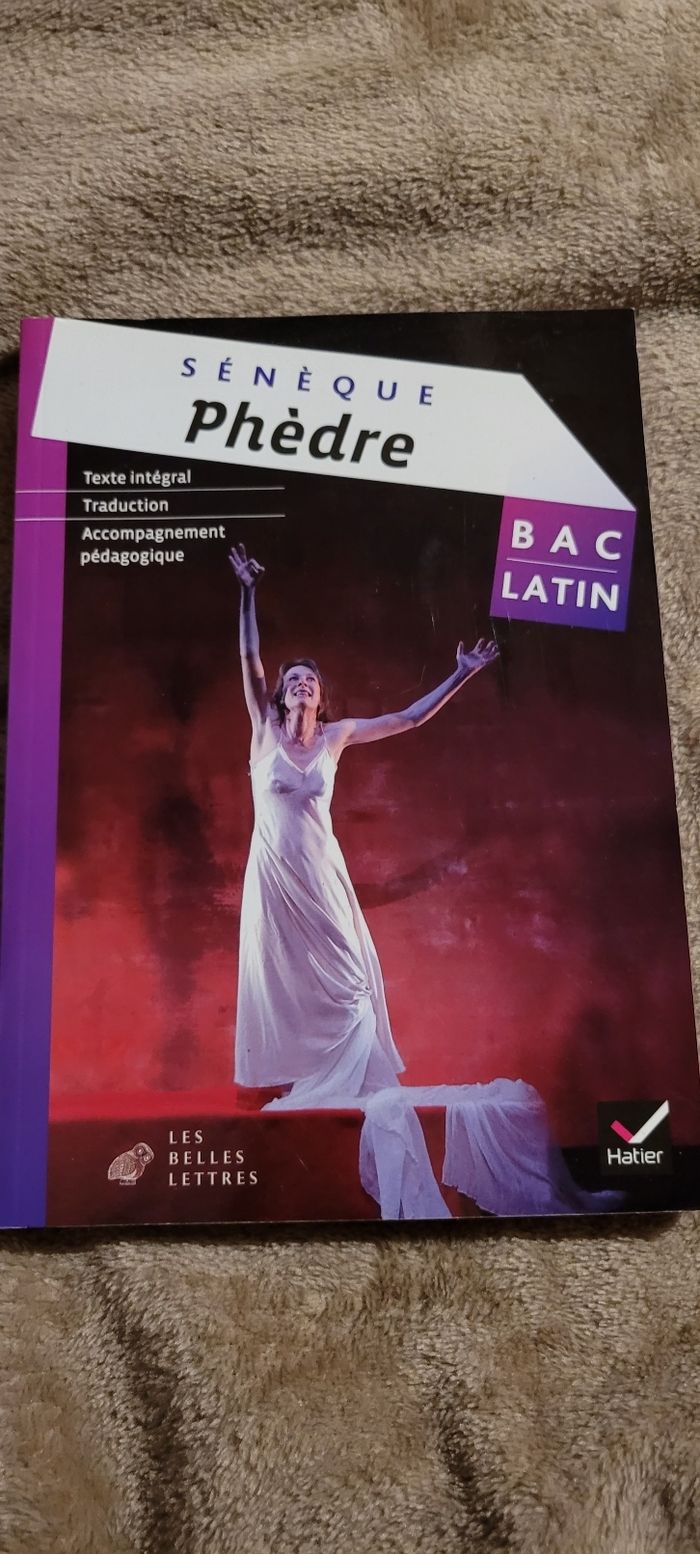 SÉNÈQUE
Phèdre
Texte intégral
Traduction
Accompagnement
pédagogique
BAC
LATIN
LES
BELLES
LETTRES
Hatier